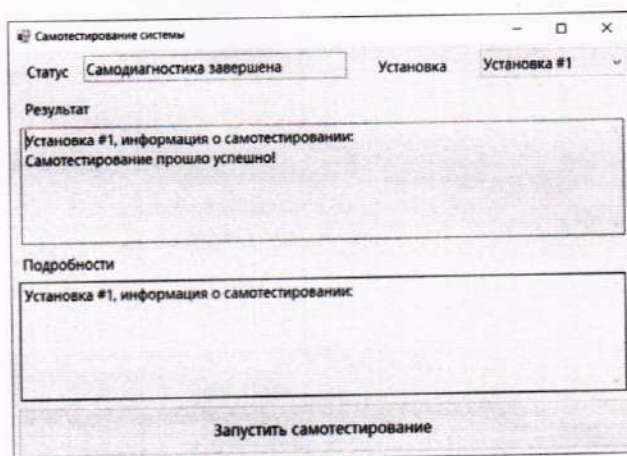 Самотестирование системы
Статус Самодиагностика завершена Установка Установка #1
Результат
Установка #1, информация о самотестировании:
Самотестирование прошло успешно!
Подробности
Установка #1, информация о самотестировании:
Запустить самотестирование